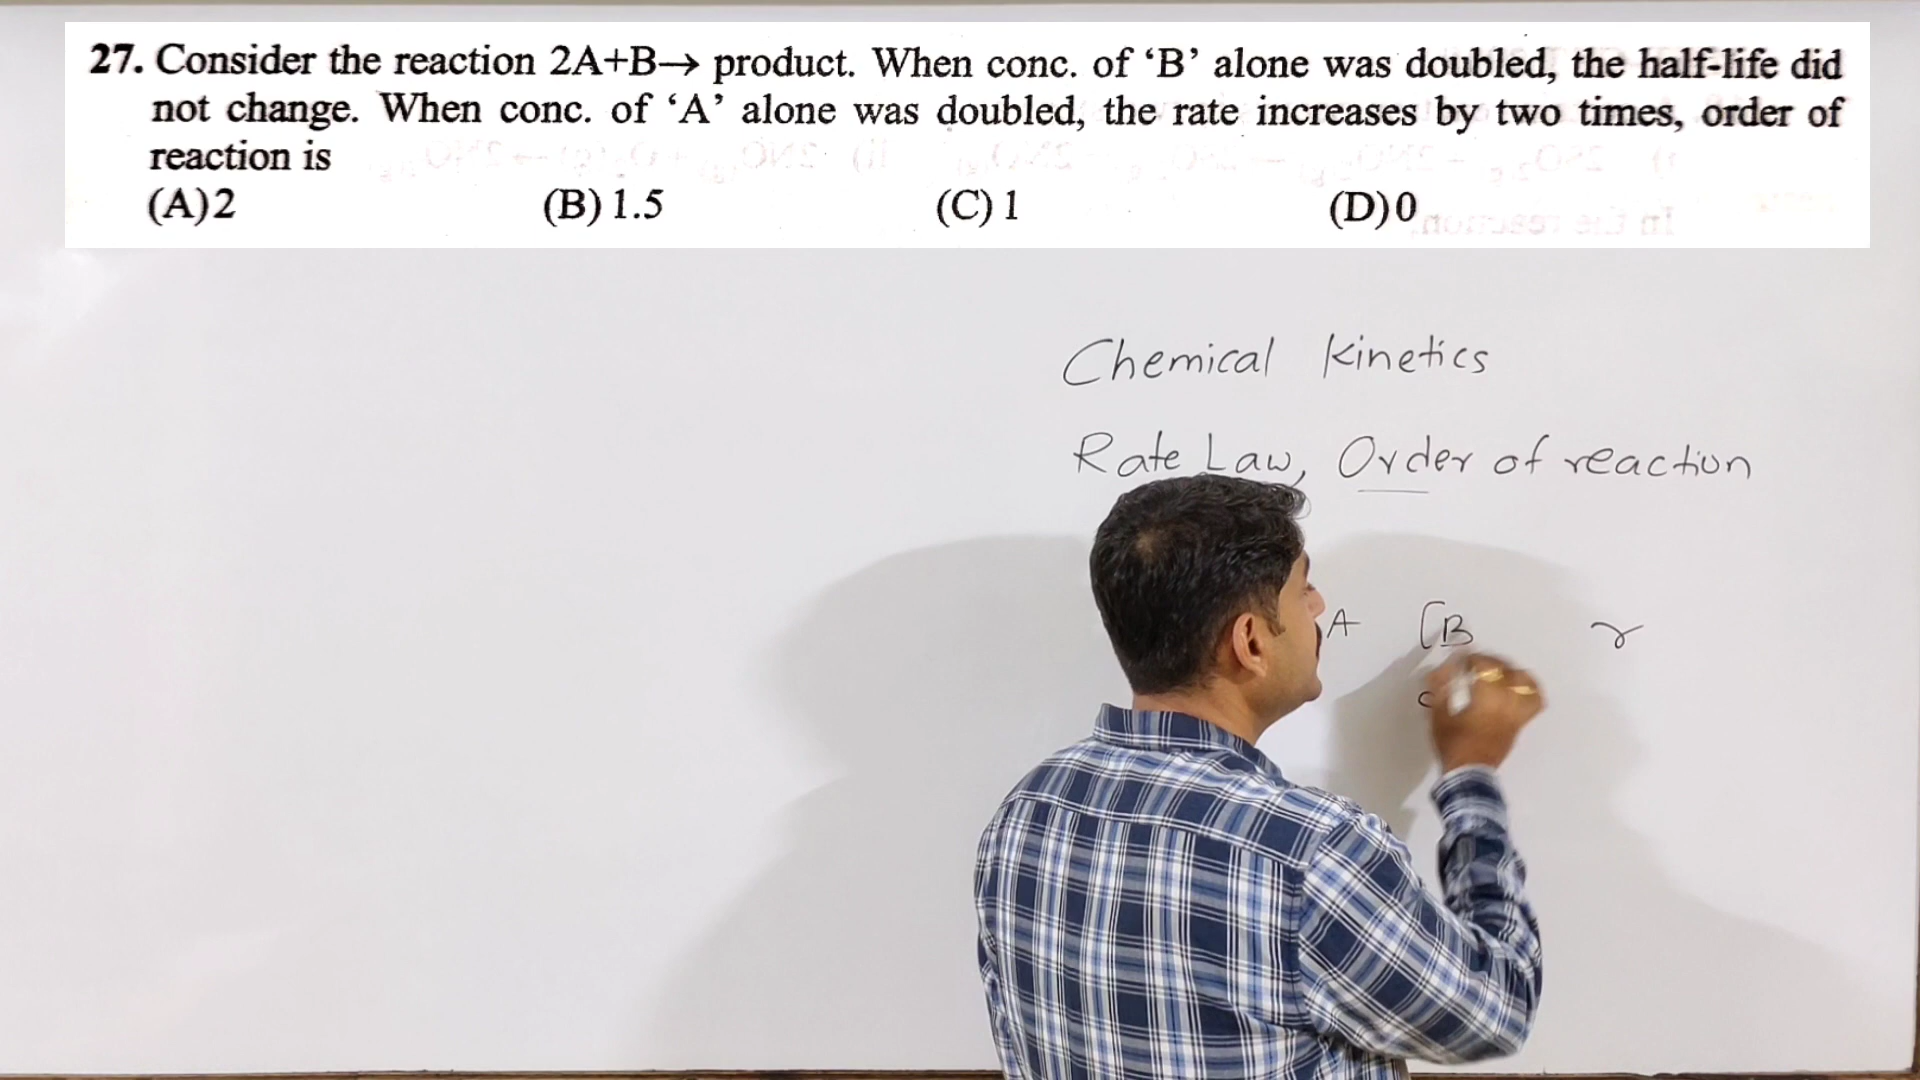 27. Consider the reaction 2A+B→ product. When conc. of ‘B’ alone was doubled, the half-life did
not change. When conc. of ‘A’ alone was doubled, the rate increases by two times, order of
reaction is
(A) 2 (B) 1.5 (C) 1 (D) 0
Chemical Kinetics
Rate Law, Order of reaction
A [B r